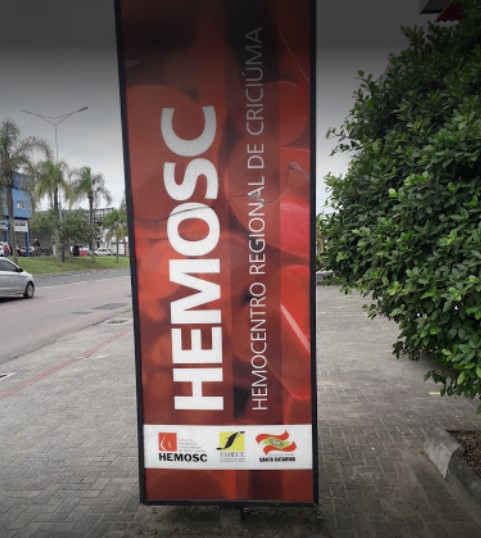 HEMOSC
HEMOCENTRO REGIONAL DE CRICIÚMA
HEMOSC
FAHECE
SANTA CATARINA